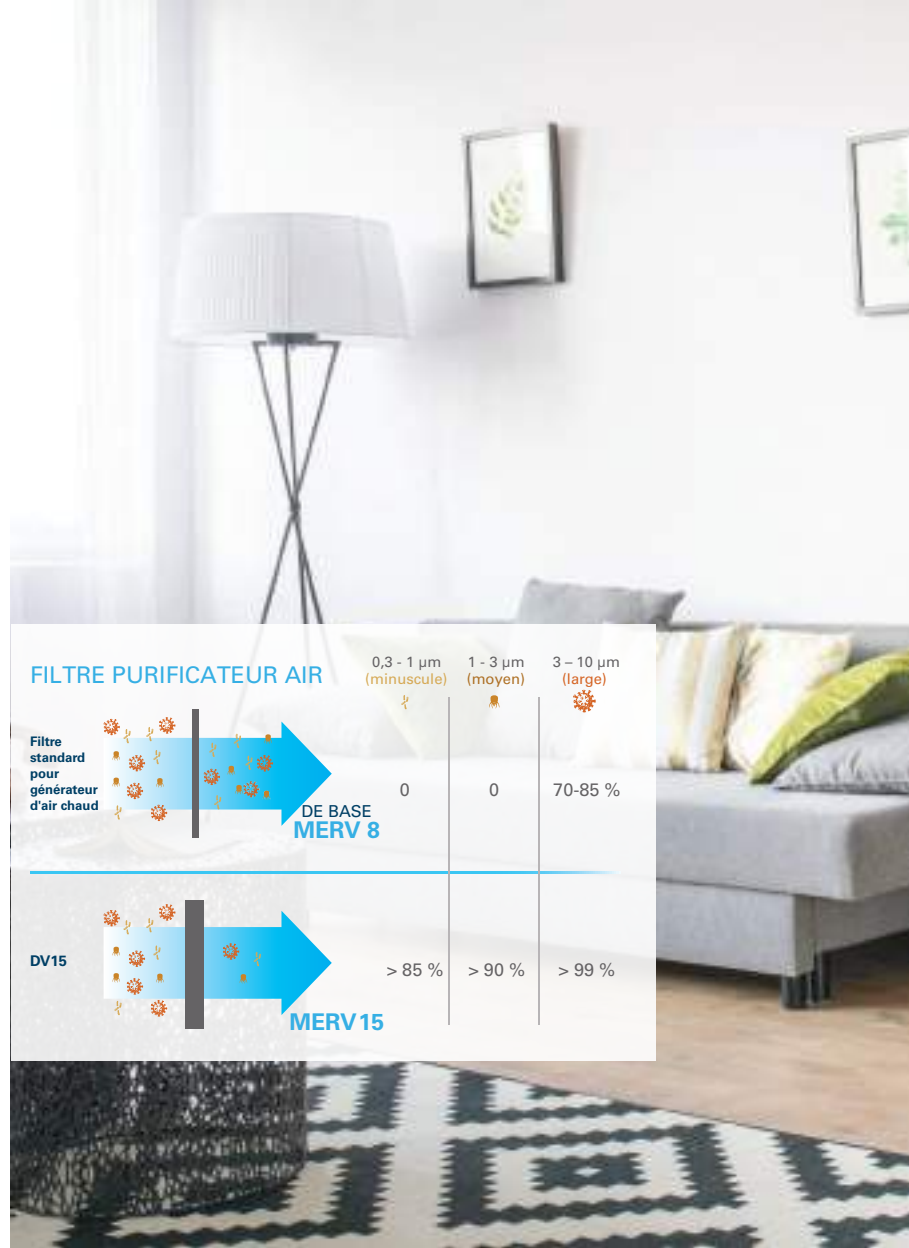 FILTRE PURIFICATEUR AIR
0,3 - 1 µm
(minuscule)
1 - 3 µm
(moyen)
3 – 10 µm
(large)
Filtre
standard
pour
générateur
d'air chaud
DE BASE
MERV 8
0
0
70-85 %
DV15
MERV 15
> 85 %
> 90 %
> 99 %